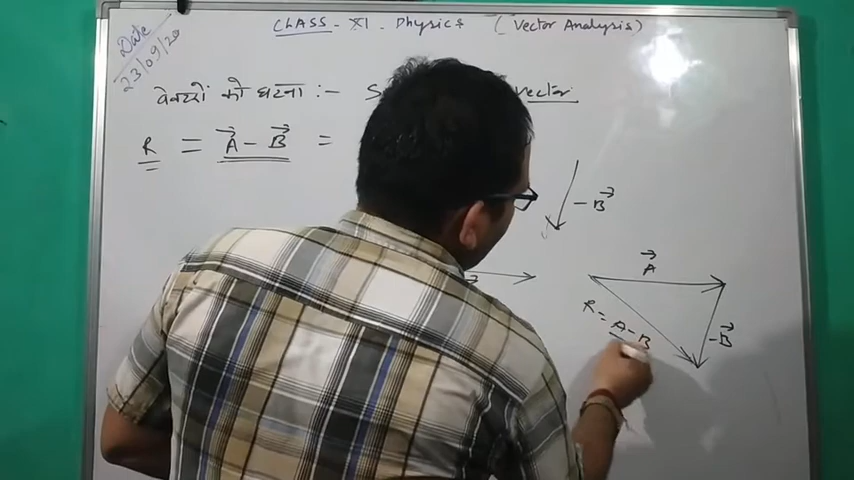 Date
23/09/20
CLASS - XI . Physics ( Vector Analysis)
वेक्टरों को घटना :- S vector.
R = A⃗ - B⃗ =
- B⃗
A⃗
R = A - B
- B⃗